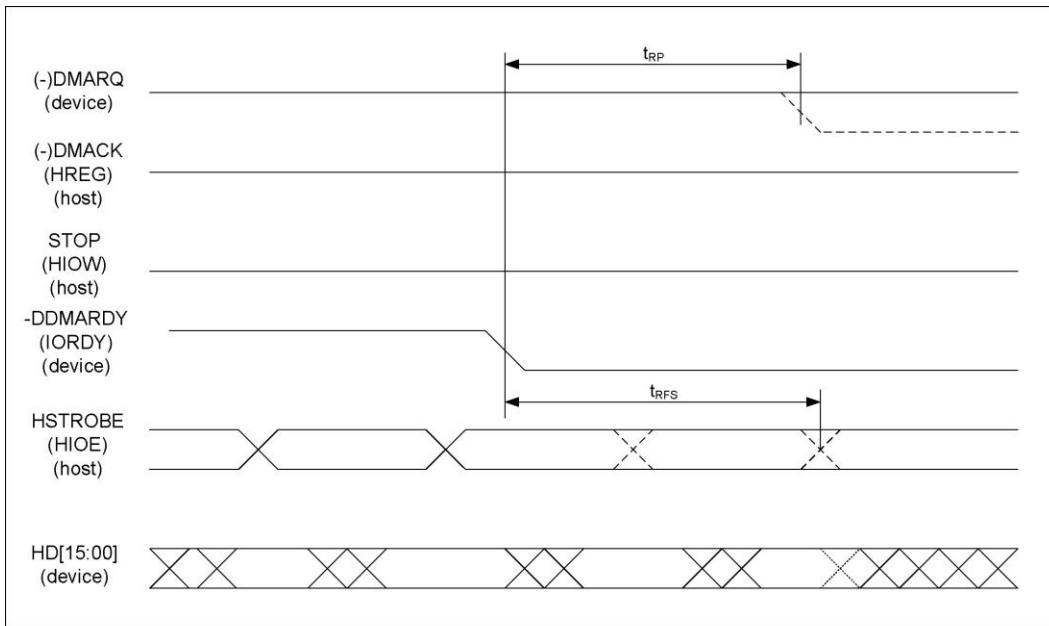 tRP
(-)DMARQ
(device)
(-)DMACK
(HREG)
(host)
STOP
(HIOW)
(host)
-DDMARDY
(IORDY)
(device)
tRFS
HSTROBE
(HIOE)
(host)
HD[15:00]
(device)